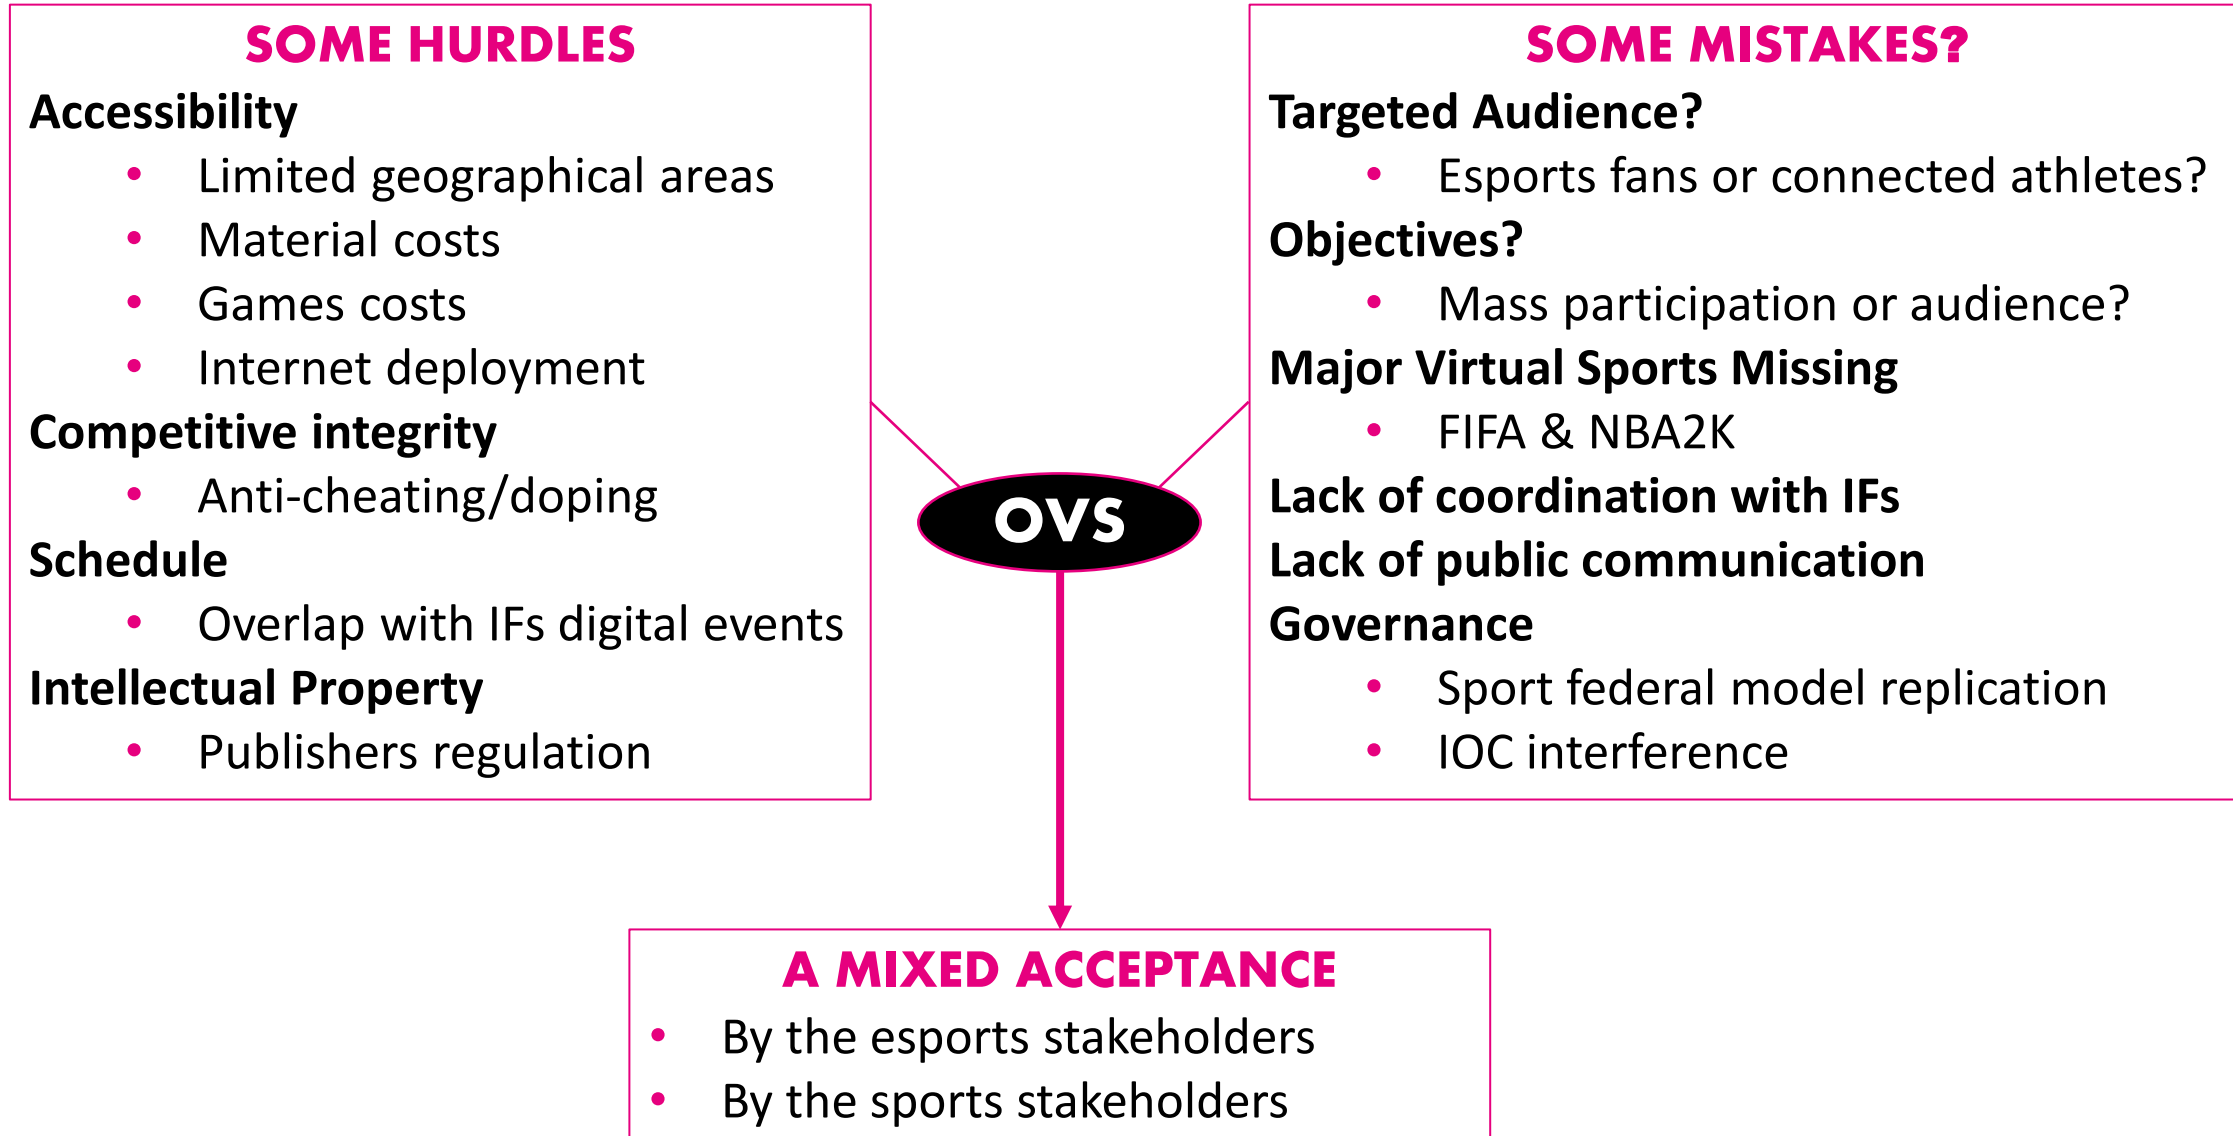 SOME HURDLES
Accessibility
• Limited geographical areas
• Material costs
• Games costs
• Internet deployment
Competitive integrity
• Anti-cheating/doping
Schedule
• Overlap with IFs digital events
Intellectual Property
• Publishers regulation
SOME MISTAKES?
Targeted Audience?
• Esports fans or connected athletes?
Objectives?
• Mass participation or audience?
Major Virtual Sports Missing
• FIFA & NBA2K
Lack of coordination with IFs
Lack of public communication
Governance
• Sport federal model replication
• IOC interference
OVS
A MIXED ACCEPTANCE
• By the esports stakeholders
• By the sports stakeholders